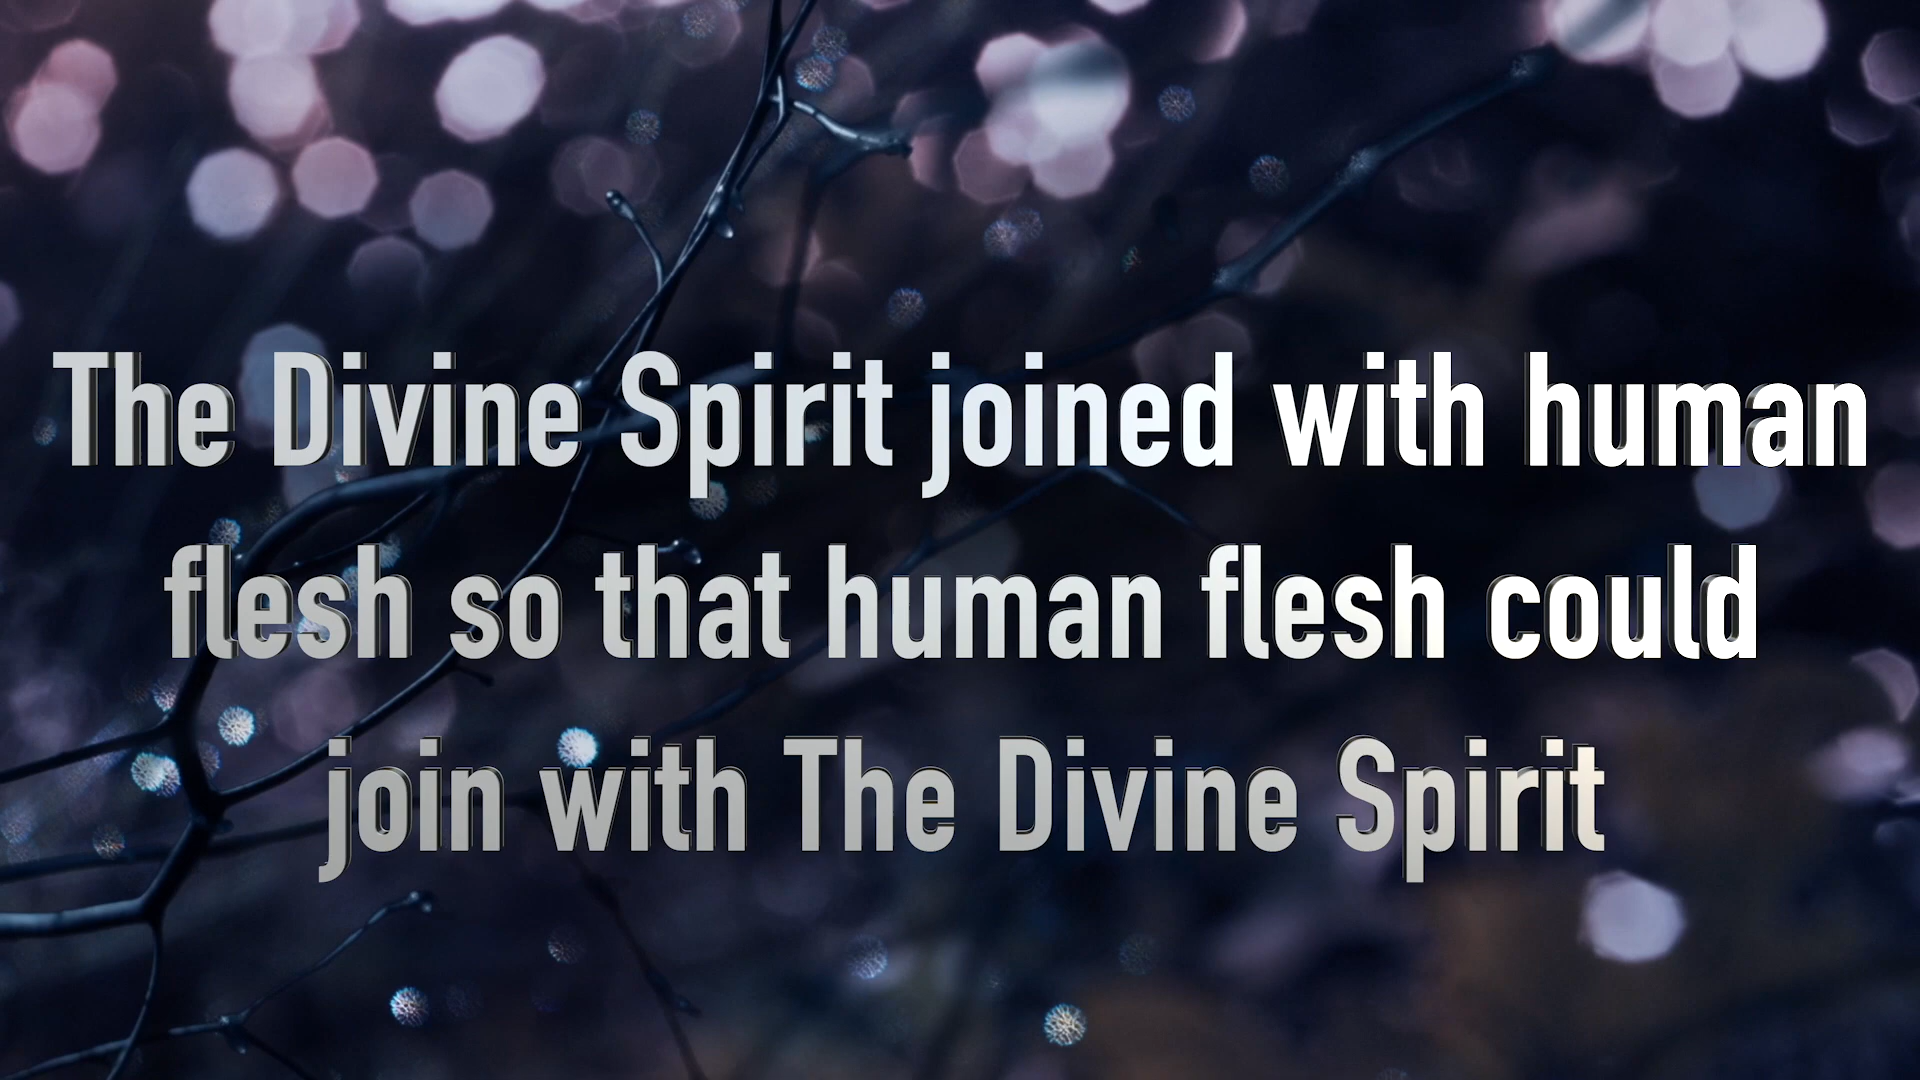 The Divine Spirit joined with human
flesh so that human flesh could
join with The Divine Spirit